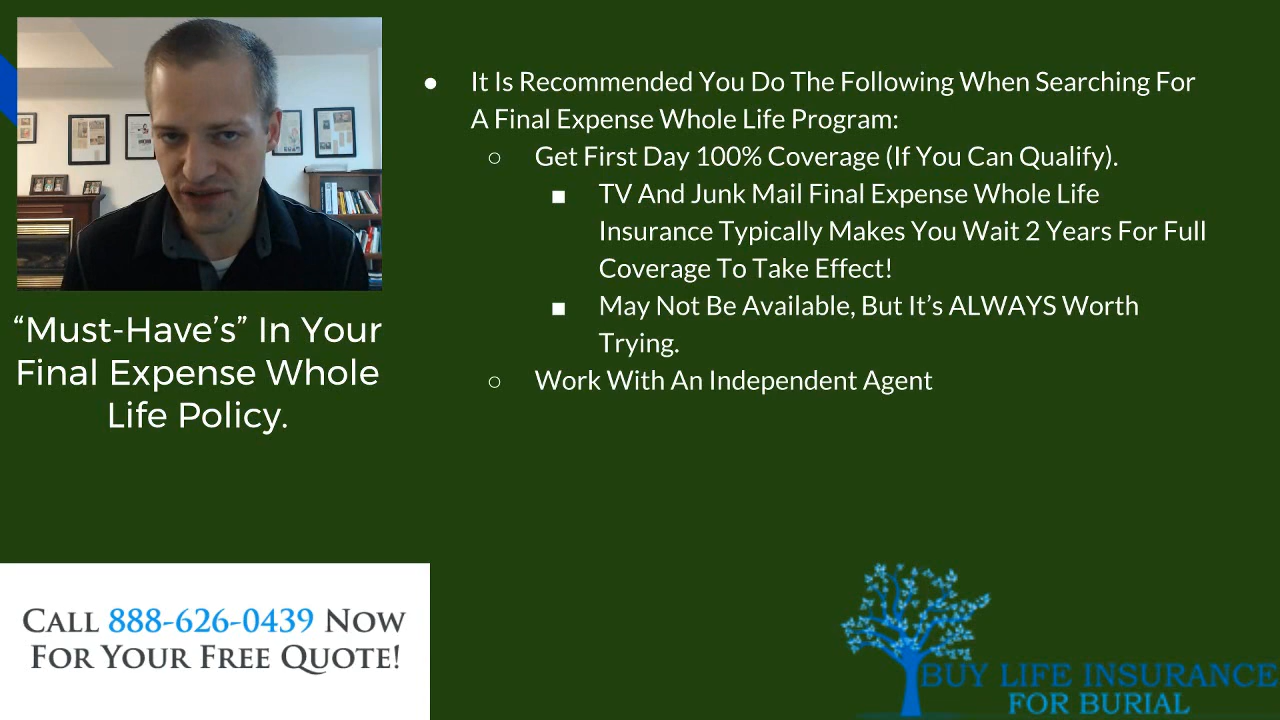 ● It Is Recommended You Do The Following When Searching For
A Final Expense Whole Life Program:
○ Get First Day 100% Coverage (If You Can Qualify).
■ TV And Junk Mail Final Expense Whole Life
Insurance Typically Makes You Wait 2 Years For Full
Coverage To Take Effect!
■ May Not Be Available, But It’s ALWAYS Worth
Trying.
○ Work With An Independent Agent
“Must-Have’s” In Your
Final Expense Whole
Life Policy.
CALL 888-626-0439 NOW
FOR YOUR FREE QUOTE!
BUY LIFE INSURANCE
FOR BURIAL